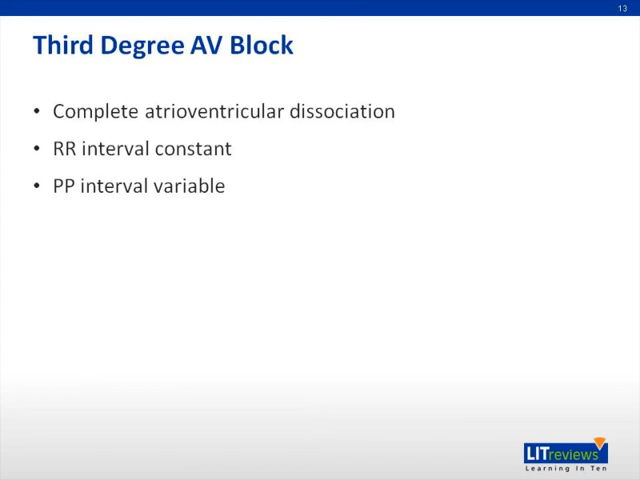 13
Third Degree AV Block
• Complete atrioventricular dissociation
• RR interval constant
• PP interval variable
LITreviews
Learning In Ten